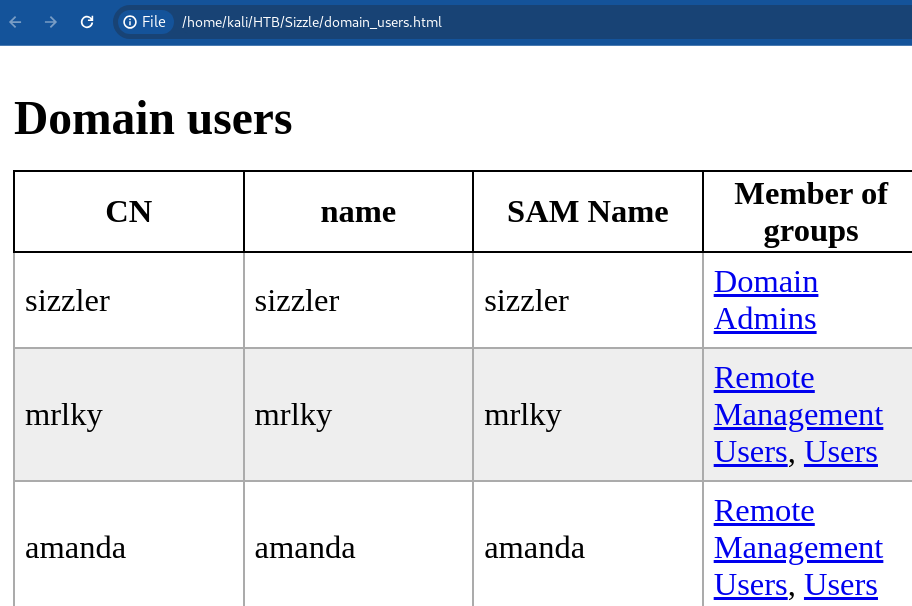 File /home/kali/HTB/Sizzle/domain_users.html
Domain users
CN name SAM Name Member of
groups
sizzler sizzler sizzler Domain
Admins
mrlky mrlky mrlky Remote
Management
Users, Users
amanda amanda amanda Remote
Management
Users, Users